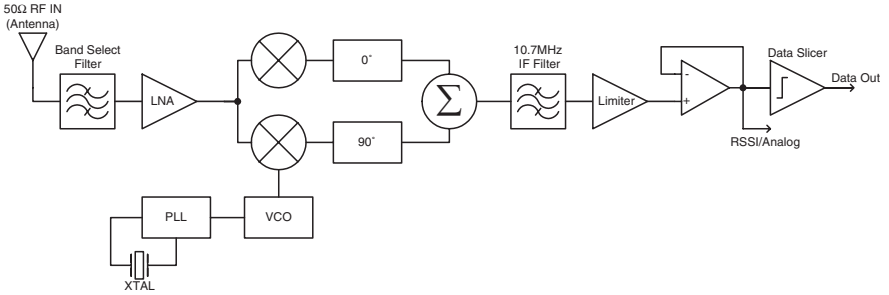 50Ω RF IN
(Antenna)
Band Select
Filter
LNA
0°
90°
Σ
10.7MHz
IF Filter
Limiter
-
+
Data Slicer
Data Out
RSSI/Analog
PLL
VCO
XTAL